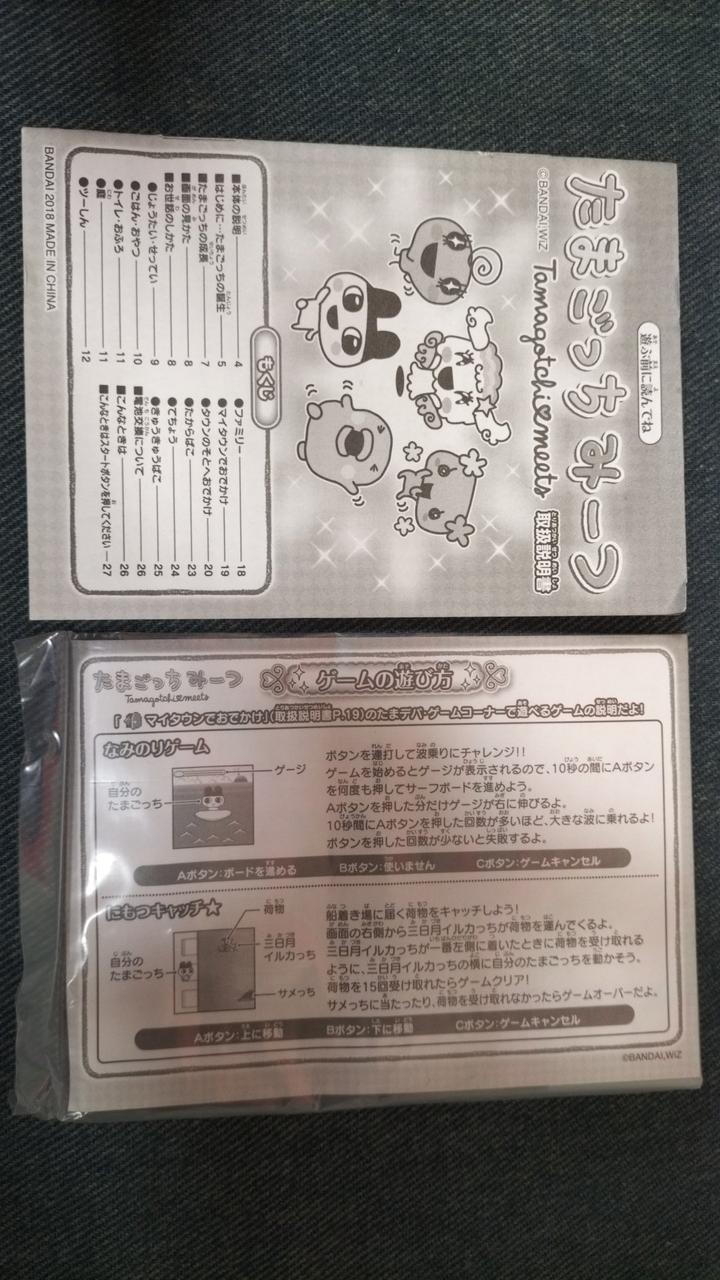 遊ぶ前に読んでね
たまごっち みーつ
©BANDAI,WiZ
Tamagotchi meets 取扱説明書
もくじ
■本体の説明 4
■はじめに…たまごっちの誕生 5
■たまごっちの成長 7
■画面の見かた 8
■お世話のしかた 8
●じょうたい・せってい 9
●ごはん・おやつ 10
●トイレ・おふろ 11
●庭 11
●ツーしん 12
●ファミリー 18
●マイタウンでおでかけ 19
●タウンのそとへおでかけ 20
●たからばこ 23
●てちょう 24
●きゅうきゅうばこ 25
■電池交換について 26
■こんなときは 26
■こんなときはスタートボタンを押してください 27
BANDAI 2018 MADE IN CHINA
たまごっち みーつ
Tamagotchi meets
ゲームの遊び方
「マイタウンでおでかけ」(取扱説明書P.19)のたまデパ・ゲームコーナーで遊べるゲームの説明だよ!
なみのりゲーム
ゲージ
自分の
たまごっち
ボタンを連打して波乗りにチャレンジ!!
ゲームを始めるとゲージが表示されるので、10秒の間にAボタン
を何度も押してサーフボードを進めよう。
Aボタンを押した分だけゲージが右に伸びるよ。
10秒間にAボタンを押した回数が多いほど、大きな波に乗れるよ!
ボタンを押した回数が少ないと失敗するよ。
Aボタン:ボードを進める Bボタン:使いません Cボタン:ゲームキャンセル
にもつキャッチ★
荷物
三日月
イルカっち
自分の
たまごっち
サメっち
船着き場に届く荷物をキャッチしよう!
画面の右側から三日月イルカっちが荷物を運んでくるよ。
三日月イルカっちが一番左側に着いたときに荷物を受け取れる
ように、三日月イルカっちの横に自分のたまごっちを動かそう。
荷物を15回受け取れたらゲームクリア!
サメっちに当たったり、荷物を受け取れなかったらゲームオーバーだよ。
Aボタン:上に移動 Bボタン:下に移動 Cボタン:ゲームキャンセル
©BANDAI,WiZ